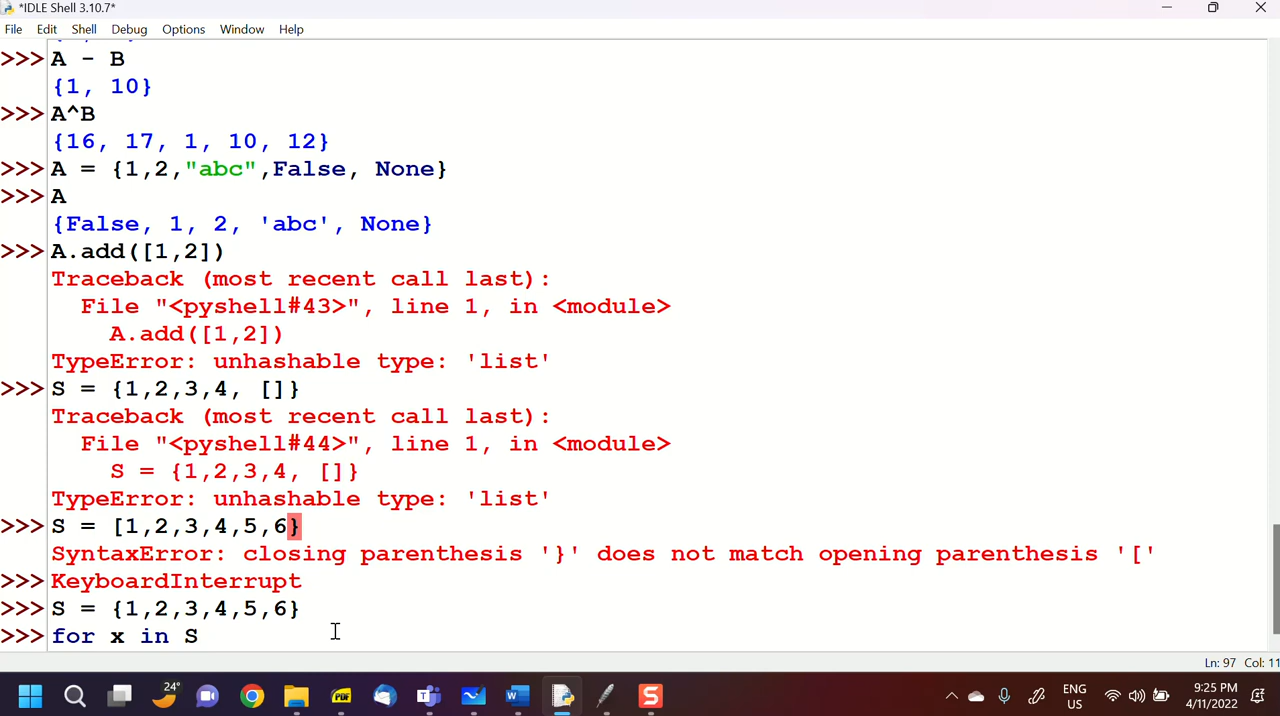 *IDLE Shell 3.10.7*
File Edit Shell Debug Options Window Help
>>> A - B
{1, 10}
>>> A^B
{16, 17, 1, 10, 12}
>>> A = {1,2,"abc",False, None}
>>> A
{False, 1, 2, 'abc', None}
>>> A.add([1,2])
Traceback (most recent call last):
  File "<pyshell#43>", line 1, in <module>
    A.add([1,2])
TypeError: unhashable type: 'list'
>>> S = {1,2,3,4, []}
Traceback (most recent call last):
  File "<pyshell#44>", line 1, in <module>
    S = {1,2,3,4, []}
TypeError: unhashable type: 'list'
>>> S = [1,2,3,4,5,6}
SyntaxError: closing parenthesis '}' does not match opening parenthesis '['
>>> KeyboardInterrupt
>>> S = {1,2,3,4,5,6}
>>> for x in S
Ln: 97 Col: 11
24°
PDF
ENG
US
9:25 PM
4/11/2022